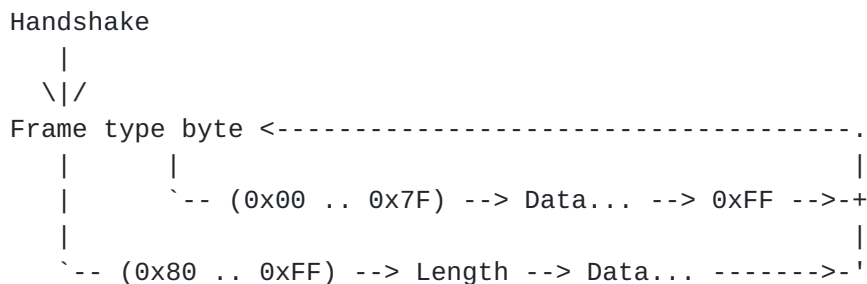 Handshake
   |
  \|/
Frame type byte <-------------------------------------.
   |      |                                           |
   |      `-- (0x00 .. 0x7F) --> Data... --> 0xFF -->-+
   |                                                  |
   `-- (0x80 .. 0xFF) --> Length --> Data... ------->-'